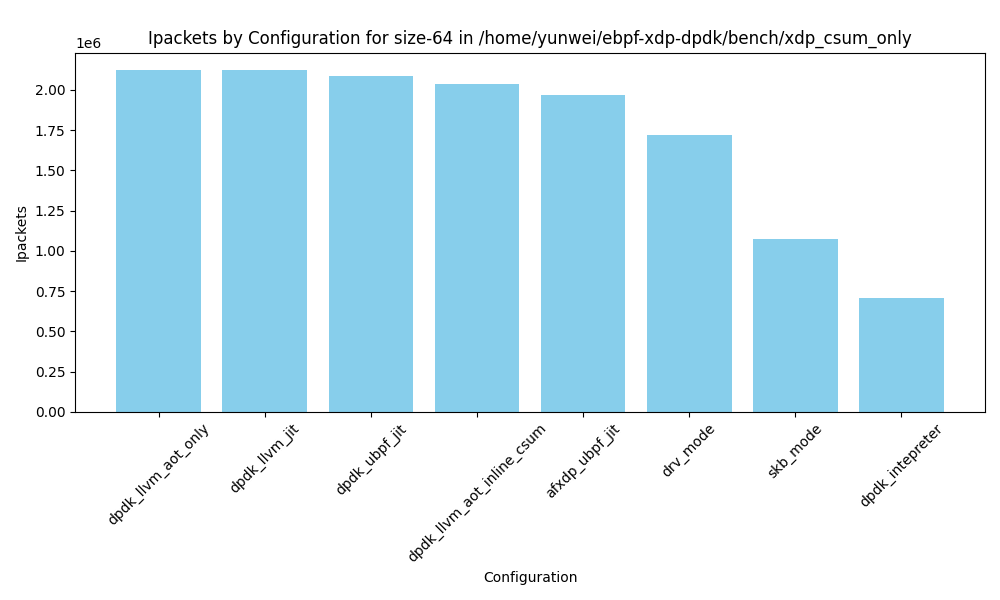 Ipackets by Configuration for size-64 in /home/yunwei/ebpf-xdp-dpdk/bench/xdp_csum_only
1e6
2.00
1.75
1.50
1.25
1.00
0.75
0.50
0.25
0.00
Ipackets
dpdk_llvm_aot_only
dpdk_llvm_jit
dpdk_ubpf_jit
dpdk_llvm_aot_inline_csum
afxdp_ubpf_jit
drv_mode
skb_mode
dpdk_intepreter
Configuration